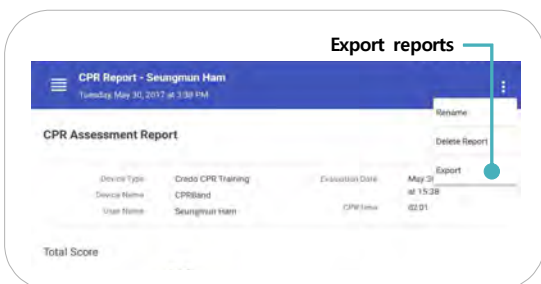 Export reports
CPR Report - Seungmun Ham
Tuesday, May 30, 2017 at 3:38 PM
Rename
CPR Assessment Report
Delete Report
Export
Device Type Credo CPR Training Evaluation Date May 3
at 15:28
Device Name CPRBand
User Name Seungmun Ham CPR time 02:01
Total Score